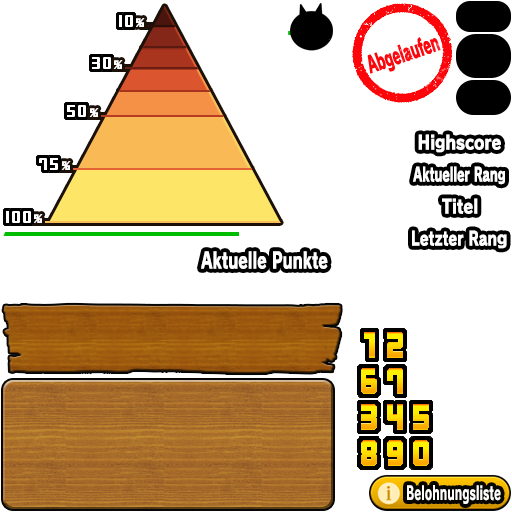 10%
30%
50%
75%
100%
Abgelaufen
Highscore
Aktueller Rang
Titel
Letzter Rang
Aktuelle Punkte
12
67
345
890
i Belohnungsliste